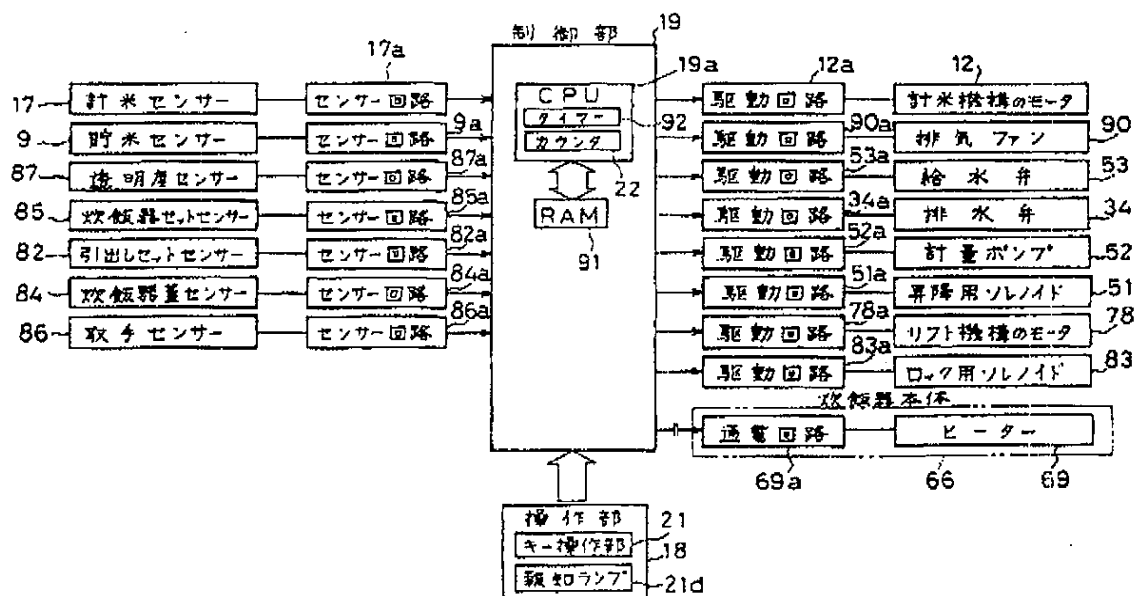 制御部
19
17a
19a
12a
12
17
計米センサー
センサー回路
CPU
駆動回路
計米機構のモータ
9a
タイマー
92
90a
9
貯米センサー
センサー回路
カウンタ
駆動回路
排気ファン
90
87a
22
53a
87
透明度センサー
センサー回路
駆動回路
給水弁
53
85a
34a
85
炊飯器セットセンサー
センサー回路
RAM
駆動回路
排水弁
34
82a
91
52a
82
引出しセットセンサー
センサー回路
駆動回路
計量ポンプ
52
84a
51a
84
炊飯器蓋センサー
センサー回路
駆動回路
昇降用ソレノイド
51
86a
78a
86
取手センサー
センサー回路
駆動回路
リフト機構のモータ
78
83a
駆動回路
ロック用ソレノイド
83
炊飯器本体
通電回路
ヒーター
69a
66
69
操作部
21
キー操作部
18
報知ランプ
21d